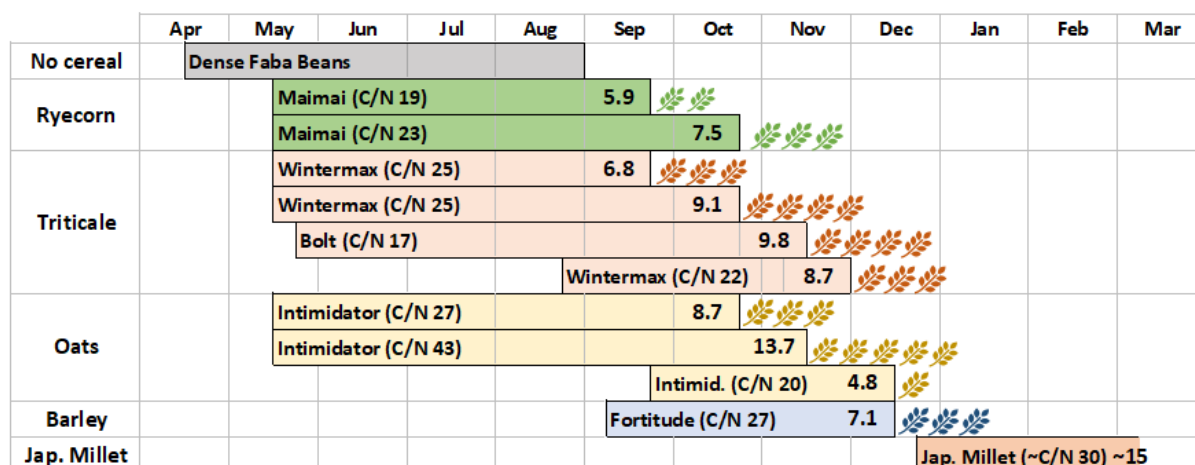 Apr May Jun Jul Aug Sep Oct Nov Dec Jan Feb Mar
No cereal Dense Faba Beans
Ryecorn
Maimai (C/N 19) 5.9
Maimai (C/N 23) 7.5
Triticale
Wintermax (C/N 25) 6.8
Wintermax (C/N 25) 9.1
Bolt (C/N 17) 9.8
Wintermax (C/N 22) 8.7
Oats
Intimidator (C/N 27) 8.7
Intimidator (C/N 43) 13.7
Intimid. (C/N 20) 4.8
Barley Fortitude (C/N 27) 7.1
Jap. Millet Jap. Millet (~C/N 30) ~15